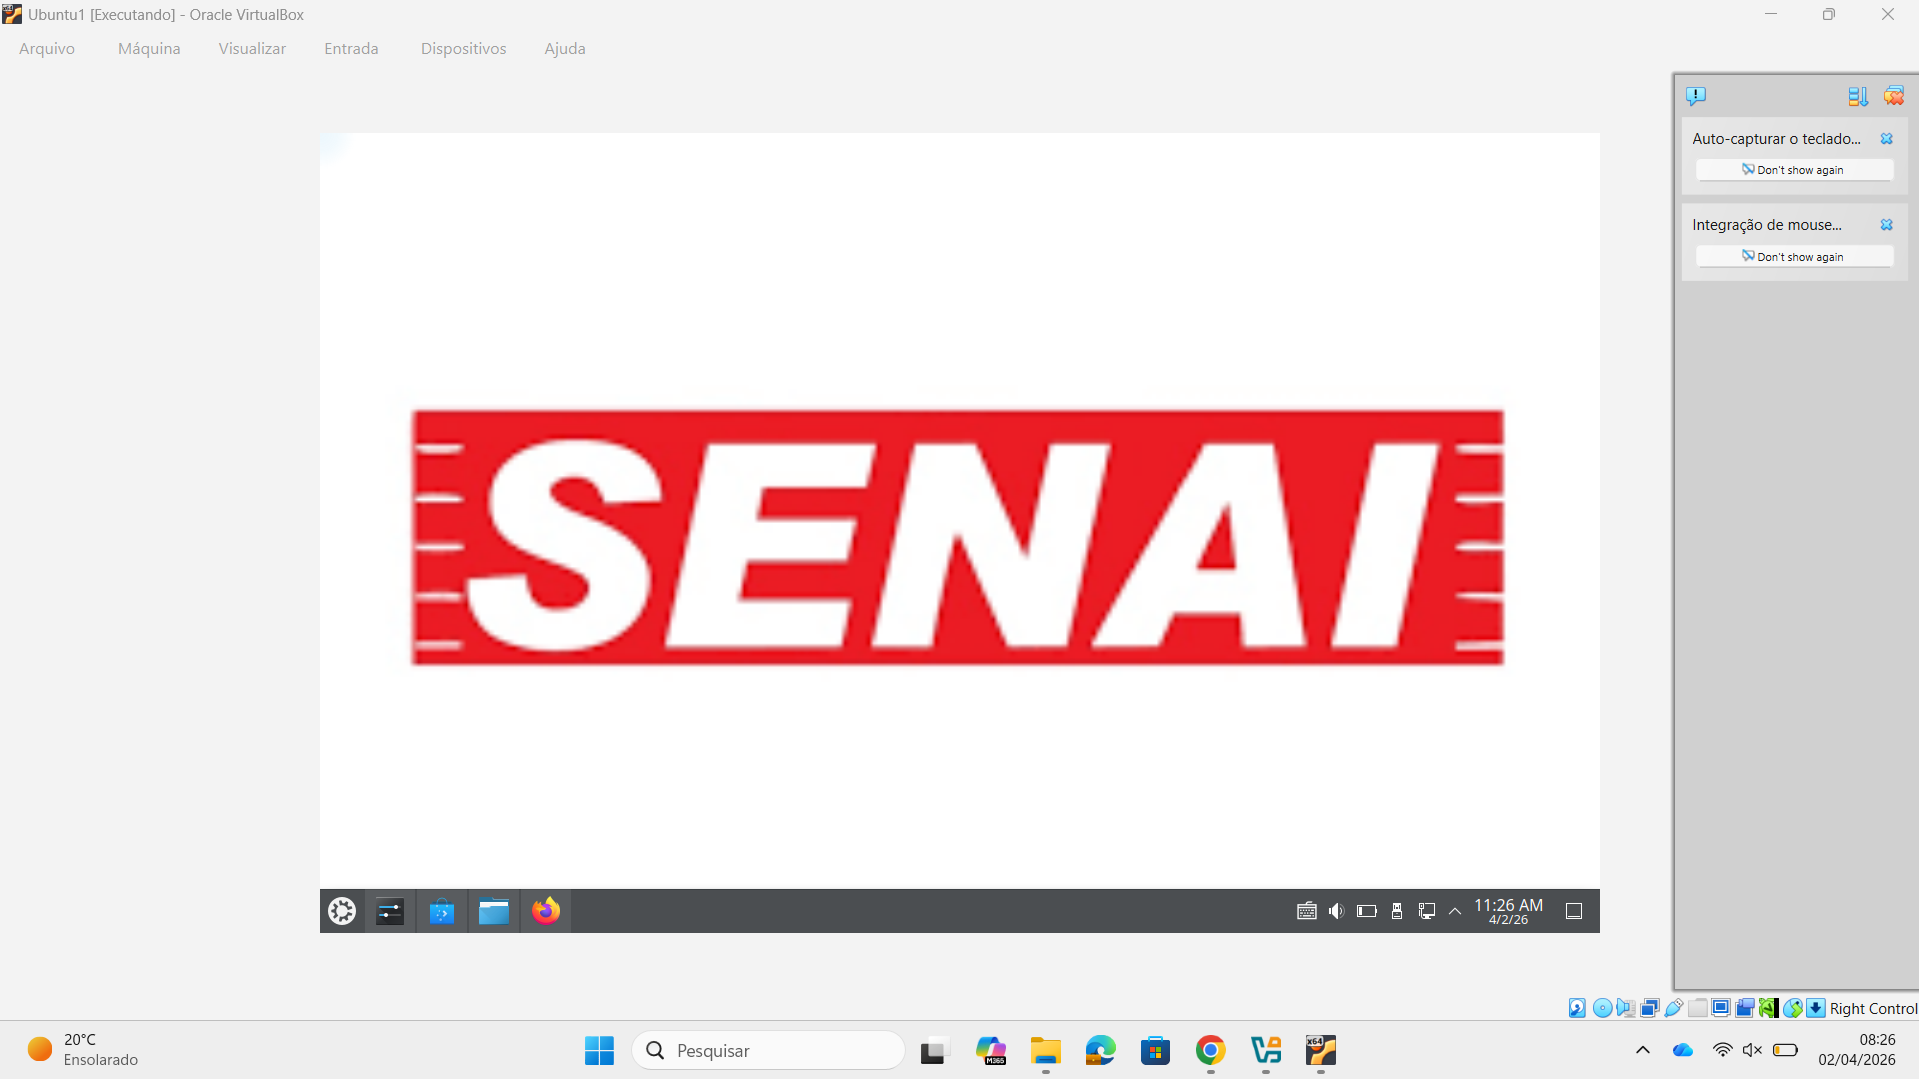 Ubuntu1 [Executando] - Oracle VirtualBox
Arquivo Máquina Visualizar Entrada Dispositivos Ajuda
Auto-capturar o teclado...
Don't show again
Integração de mouse...
Don't show again
SENAI
11:26 AM
4/2/26
Right Control
20°C
Ensolarado
Pesquisar
M365
x64
08:26
02/04/2026